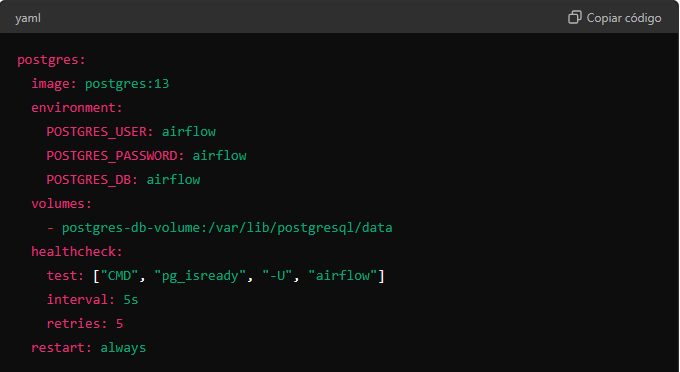 yaml
Copiar código
postgres:
  image: postgres:13
  environment:
    POSTGRES_USER: airflow
    POSTGRES_PASSWORD: airflow
    POSTGRES_DB: airflow
  volumes:
    - postgres-db-volume:/var/lib/postgresql/data
  healthcheck:
    test: ["CMD", "pg_isready", "-U", "airflow"]
    interval: 5s
    retries: 5
  restart: always